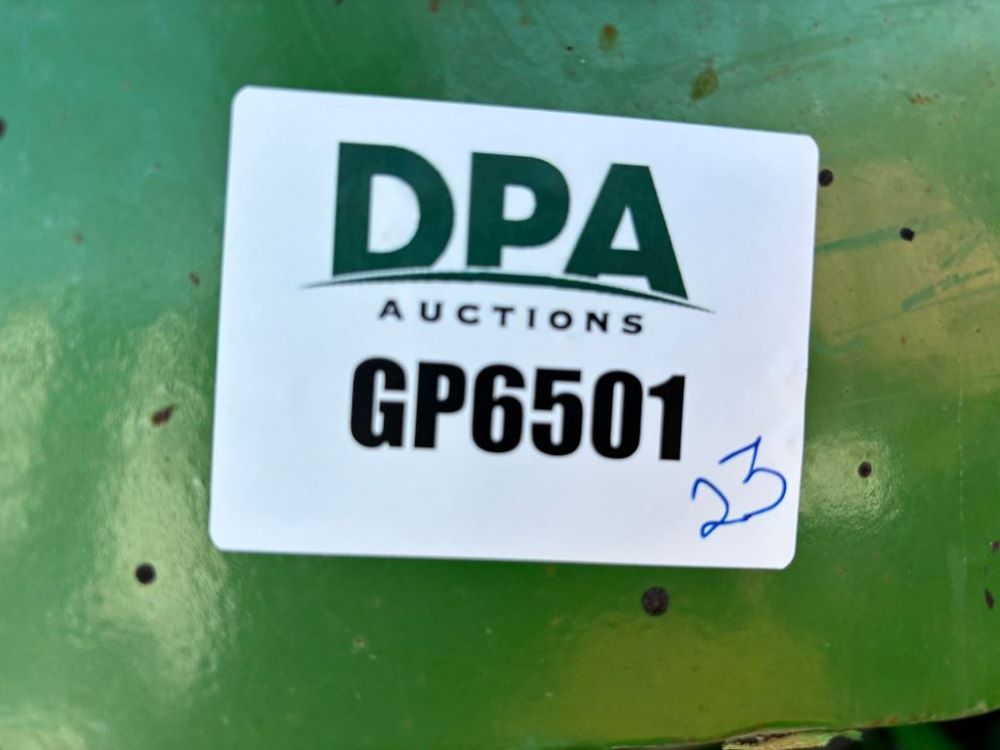 DPA
AUCTIONS
GP6501
23